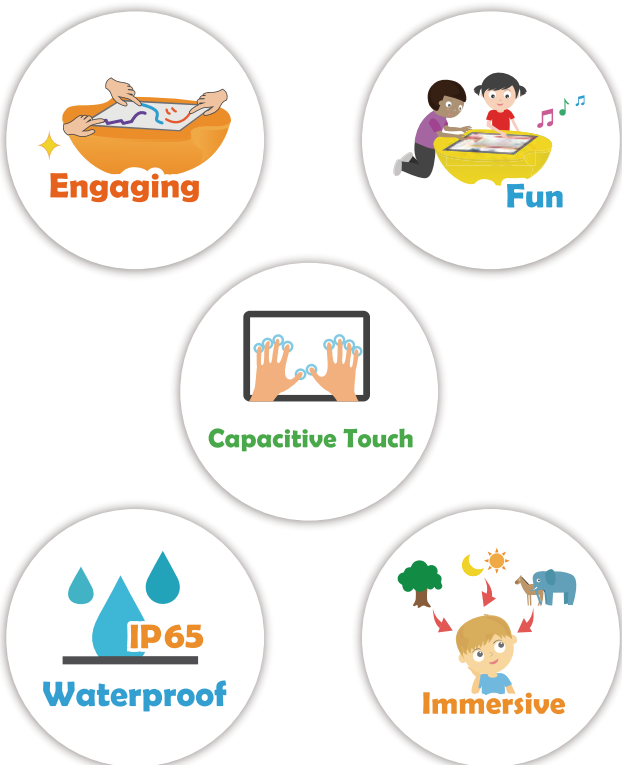 Engaging
Fun
Capacitive Touch
IP65
Waterproof
Immersive